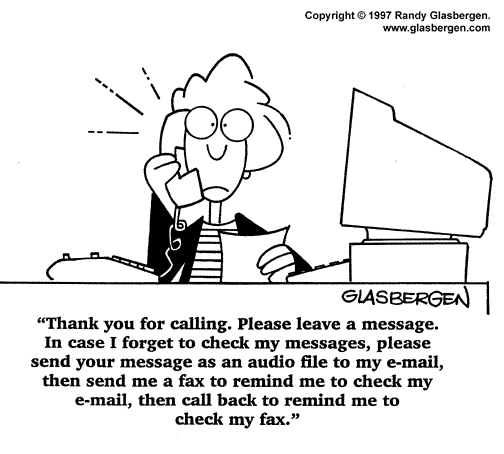 Copyright © 1997 Randy Glasbergen.
www.glasbergen.com
GLASBERGEN
“Thank you for calling. Please leave a message.
In case I forget to check my messages, please
send your message as an audio file to my e-mail,
then send me a fax to remind me to check my
e-mail, then call back to remind me to
check my fax.”